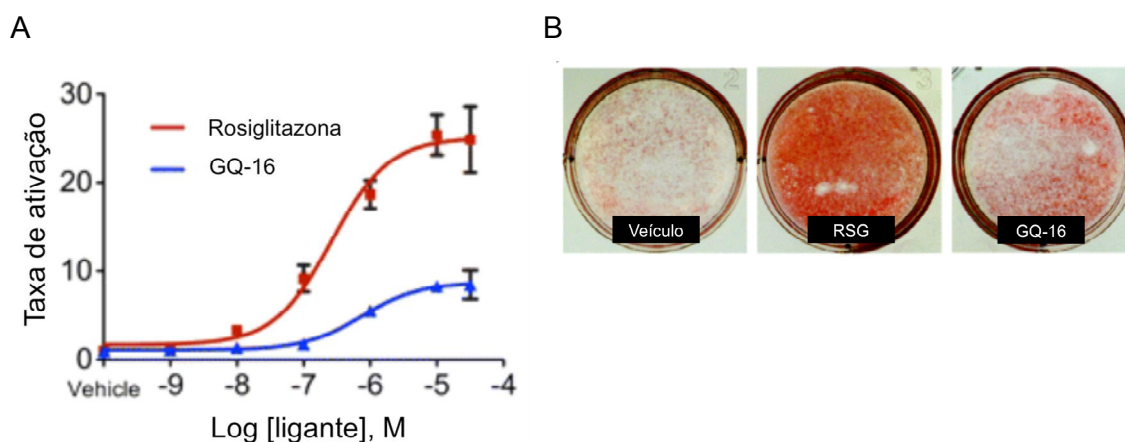 A
B
Taxa de ativação
30
20
10
0
Rosiglitazona
GQ-16
Vehicle -9 -8 -7 -6 -5 -4
Log [ligante], M
2
3
Veículo
RSG
GQ-16